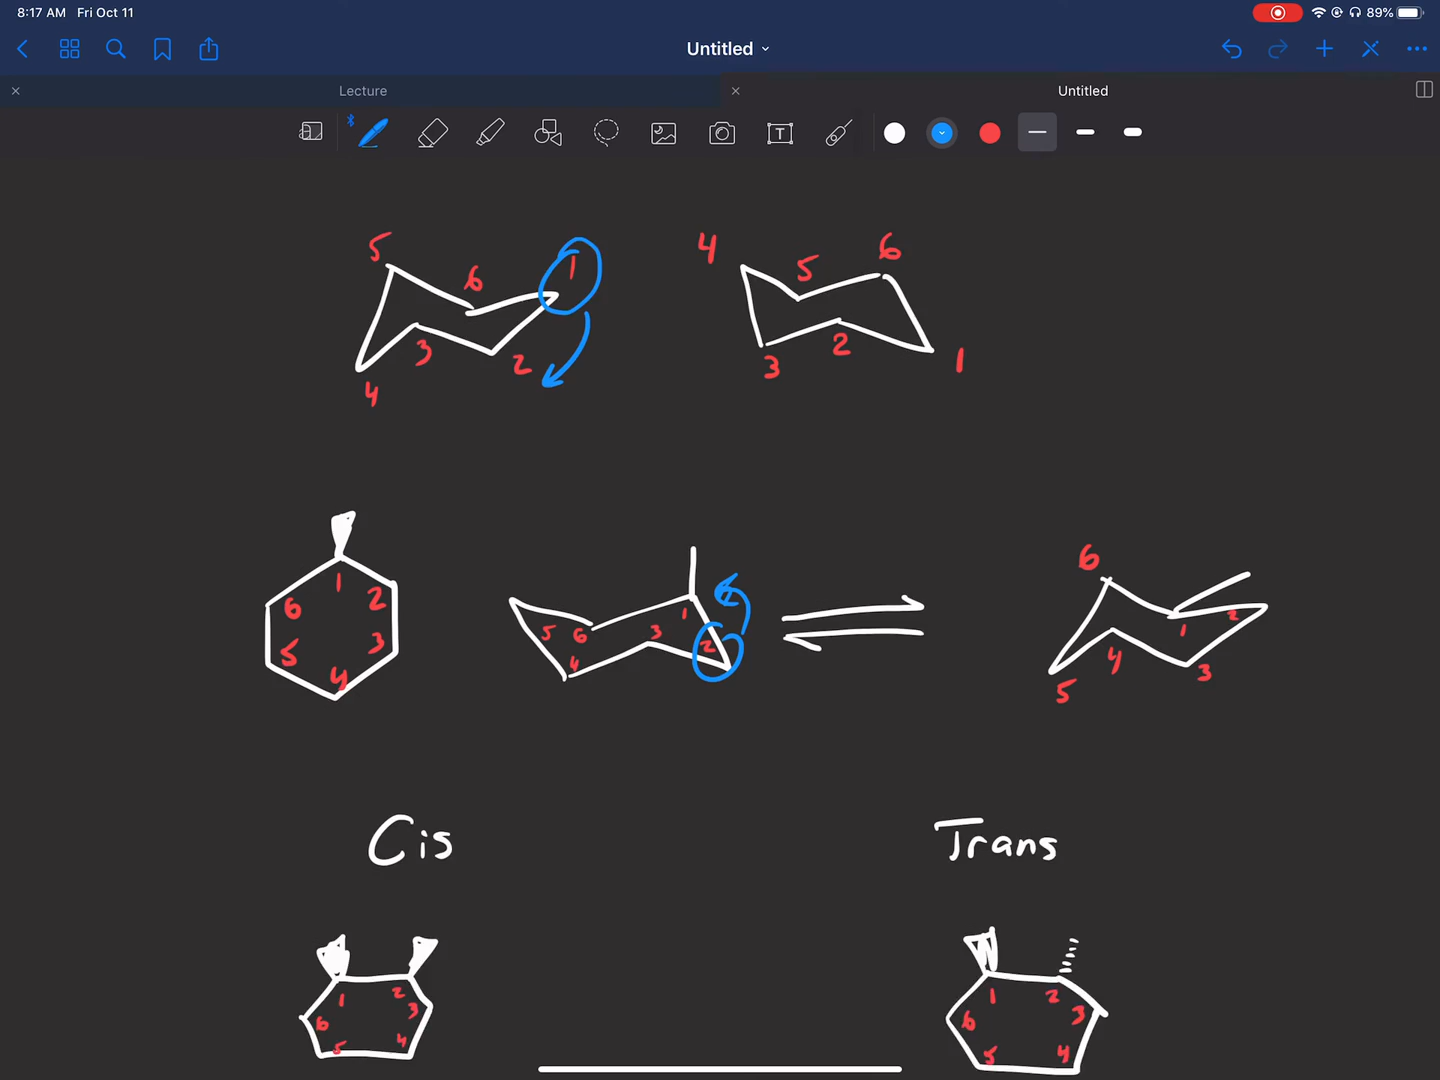 8:17 AM Fri Oct 11
89%
Untitled
Lecture
Untitled
T
5 6 1 3 2 4
4 5 6 3 2 1
1 2 3 4 5 6
5 6 4 3 1 2
6 1 2 4 3 5
Cis
Trans
1 2 3 4 5 6
1 2 3 4 5 6